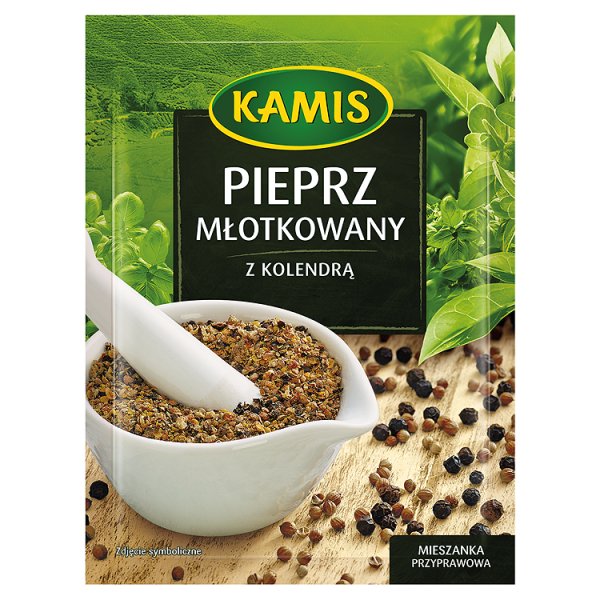 KAMIS
PIEPRZ
MŁOTKOWANY
Z KOLENDRĄ
Zdjęcie symboliczne
MIESZANKA
PRZYPRAWOWA